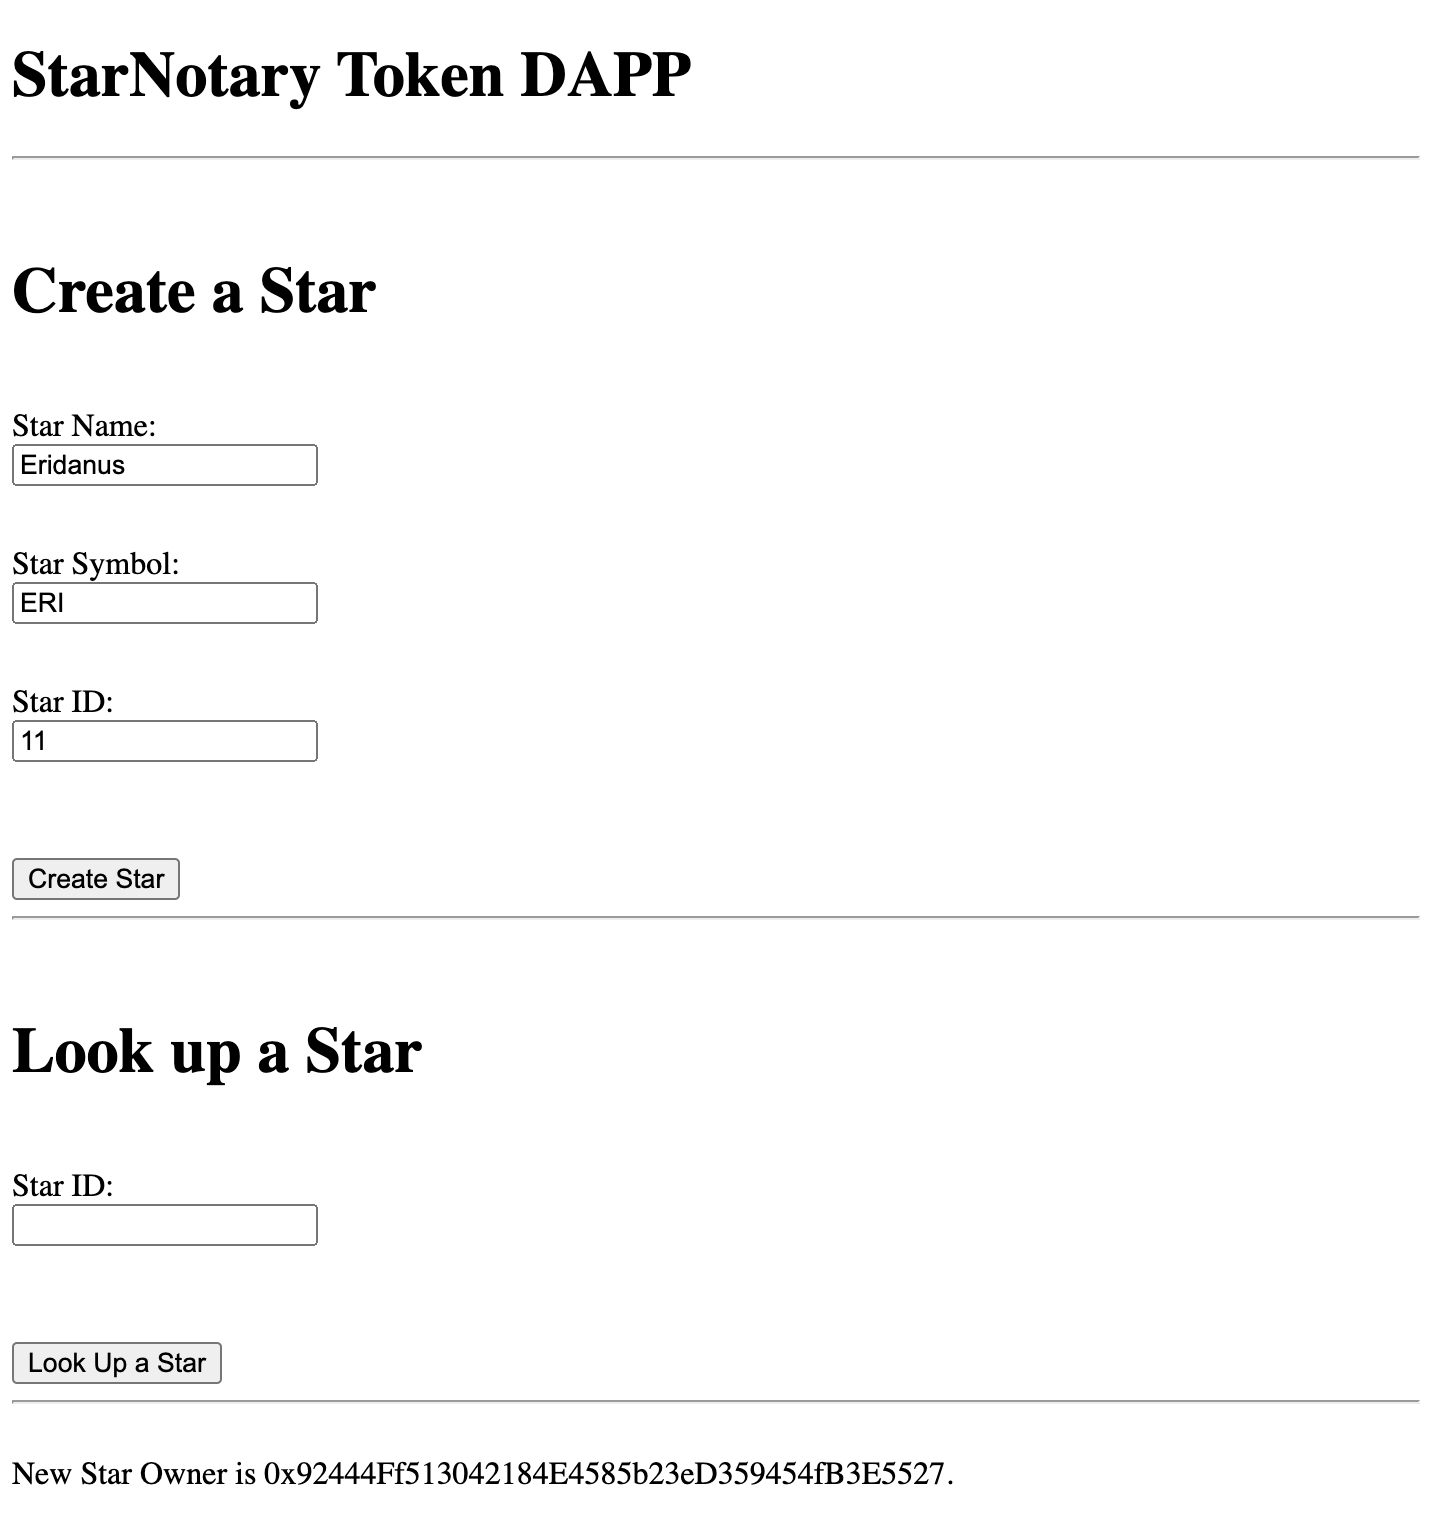 StarNotary Token DAPP
Create a Star
Star Name:
Eridanus
Star Symbol:
ERI
Star ID:
11
Create Star
Look up a Star
Star ID:
Look Up a Star
New Star Owner is 0x92444Ff513042184E4585b23eD359454fB3E5527.